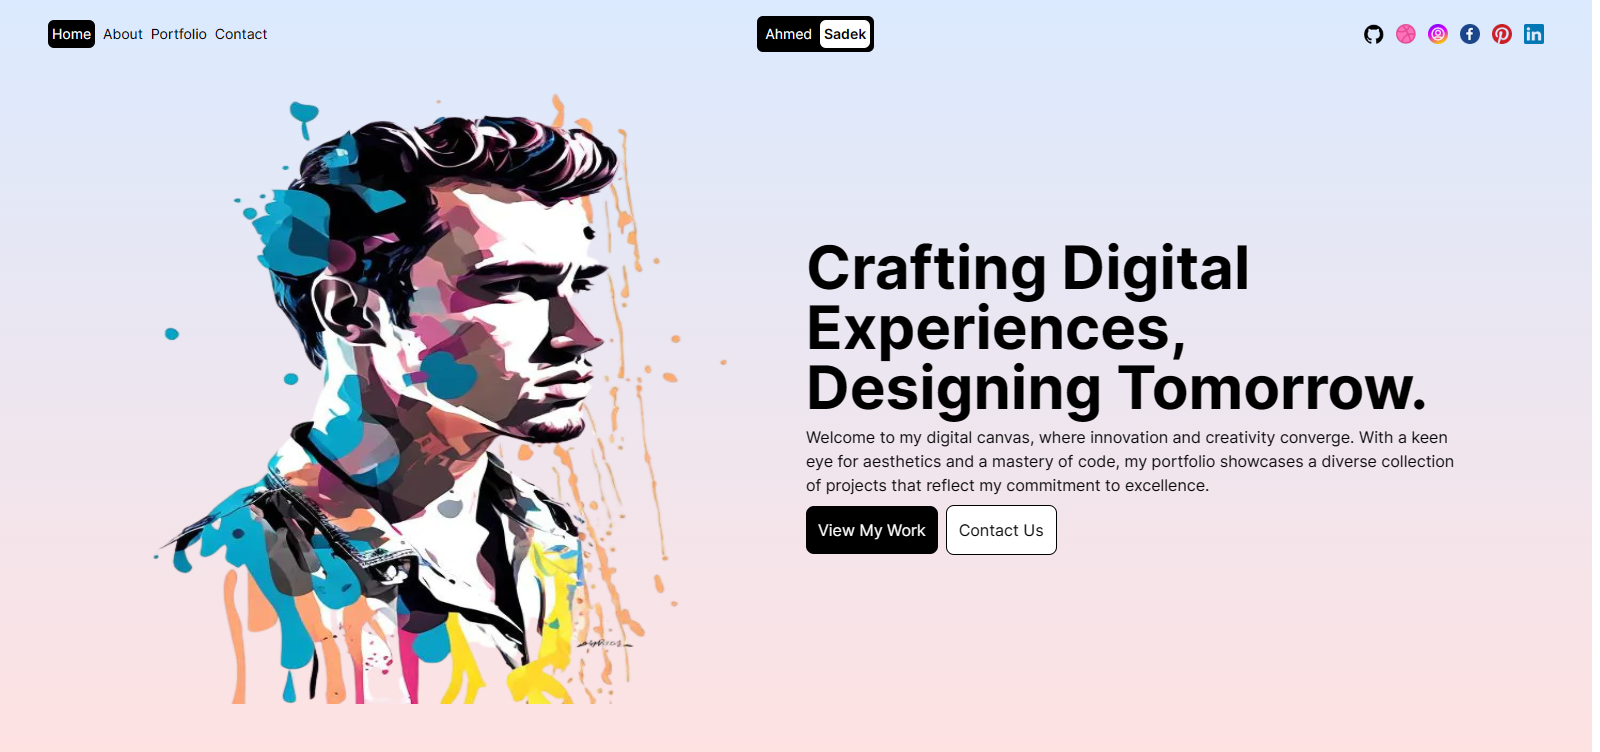 Home About Portfolio Contact
Ahmed Sadek
Crafting Digital
Experiences,
Designing Tomorrow.
Welcome to my digital canvas, where innovation and creativity converge. With a keen
eye for aesthetics and a mastery of code, my portfolio showcases a diverse collection
of projects that reflect my commitment to excellence.
View My Work Contact Us